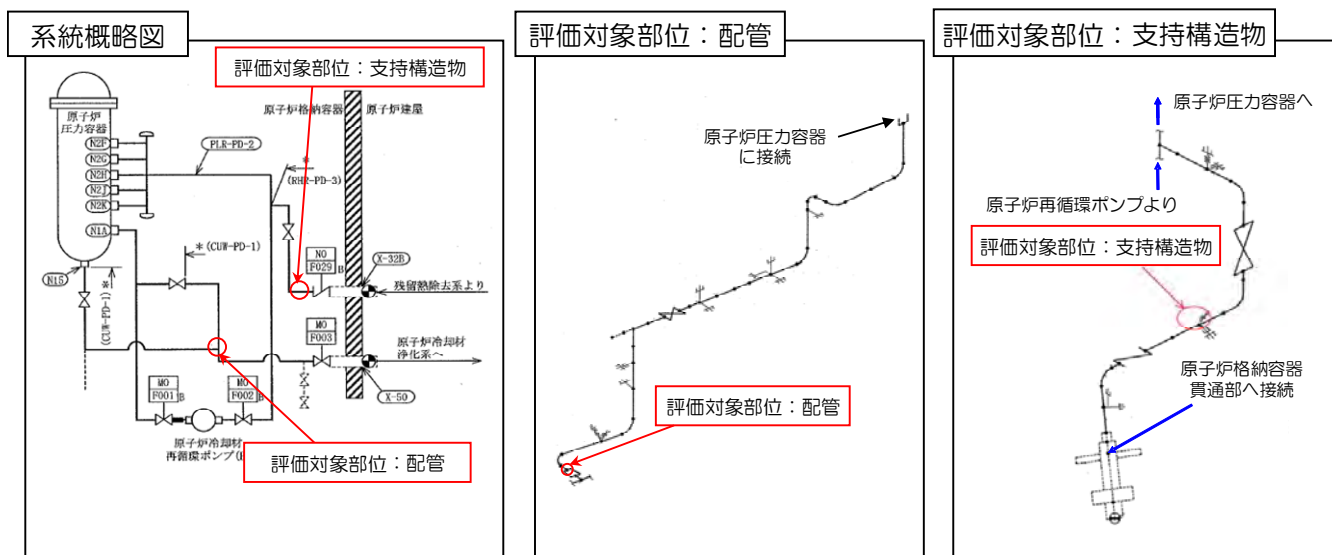 系統概略図
評価対象部位：支持構造物
原子炉格納容器
原子炉建屋
原子炉
圧力容器
N2F
N2G
N2H
N2J
N2K
N1A
N15
PLR-PD-2
*
(RHR-PD-3)
*(CUW-PD-1)
(CUW-PD-1)*
NO
F029
B
X-32B
残留熱除去系より
MO
F003
原子炉冷却材
浄化系へ
X-50
MO
F001
B
MO
F002
B
原子炉冷却材
再循環ポンプ(B
評価対象部位：配管
評価対象部位：配管
原子炉圧力容器
に接続
評価対象部位：配管
評価対象部位：支持構造物
原子炉圧力容器へ
原子炉再循環ポンプより
評価対象部位：支持構造物
原子炉格納容器
貫通部へ接続